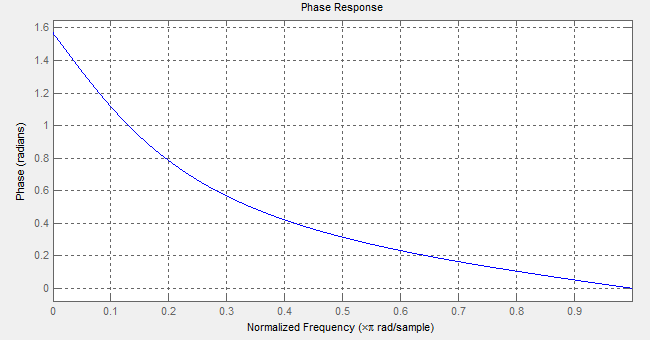 Phase Response
1.6
1.4
1.2
1
0.8
0.6
0.4
0.2
0
Phase (radians)
0 0.1 0.2 0.3 0.4 0.5 0.6 0.7 0.8 0.9
Normalized Frequency (×π rad/sample)